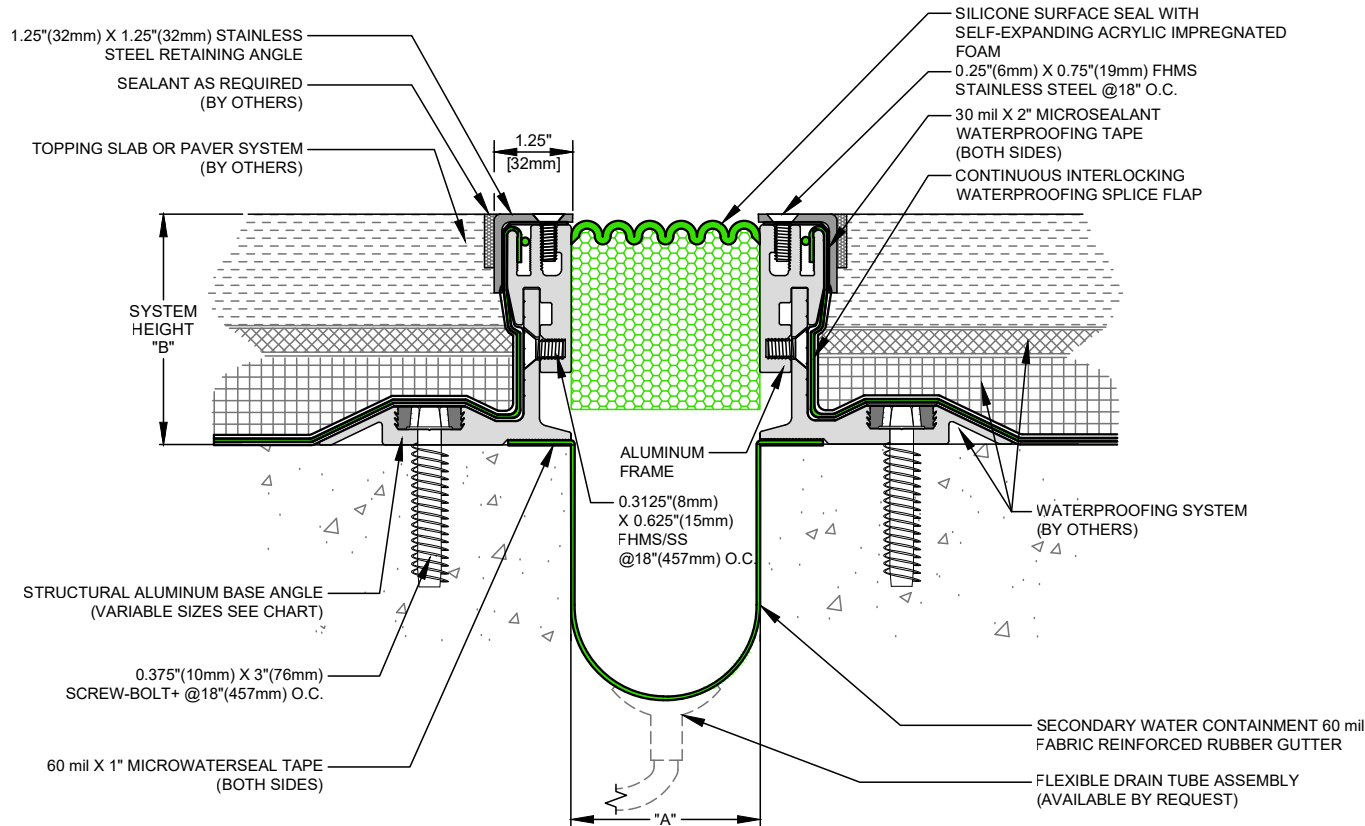 1.25"(32mm) X 1.25"(32mm) STAINLESS
STEEL RETAINING ANGLE
SEALANT AS REQUIRED
(BY OTHERS)
TOPPING SLAB OR PAVER SYSTEM
(BY OTHERS)
1.25"
[32mm]
SILICONE SURFACE SEAL WITH
SELF-EXPANDING ACRYLIC IMPREGNATED
FOAM
0.25"(6mm) X 0.75"(19mm) FHMS
STAINLESS STEEL @18" O.C.
30 mil X 2" MICROSEALANT
WATERPROOFING TAPE
(BOTH SIDES)
CONTINUOUS INTERLOCKING
WATERPROOFING SPLICE FLAP
SYSTEM
HEIGHT
"B"
ALUMINUM
FRAME
0.3125"(8mm)
X 0.625"(15mm)
FHMS/SS
@18"(457mm) O.C.
WATERPROOFING SYSTEM
(BY OTHERS)
STRUCTURAL ALUMINUM BASE ANGLE
(VARIABLE SIZES SEE CHART)
0.375"(10mm) X 3"(76mm)
SCREW-BOLT+ @18"(457mm) O.C.
60 mil X 1" MICROWATERSEAL TAPE
(BOTH SIDES)
SECONDARY WATER CONTAINMENT 60 mil
FABRIC REINFORCED RUBBER GUTTER
FLEXIBLE DRAIN TUBE ASSEMBLY
(AVAILABLE BY REQUEST)
"A"